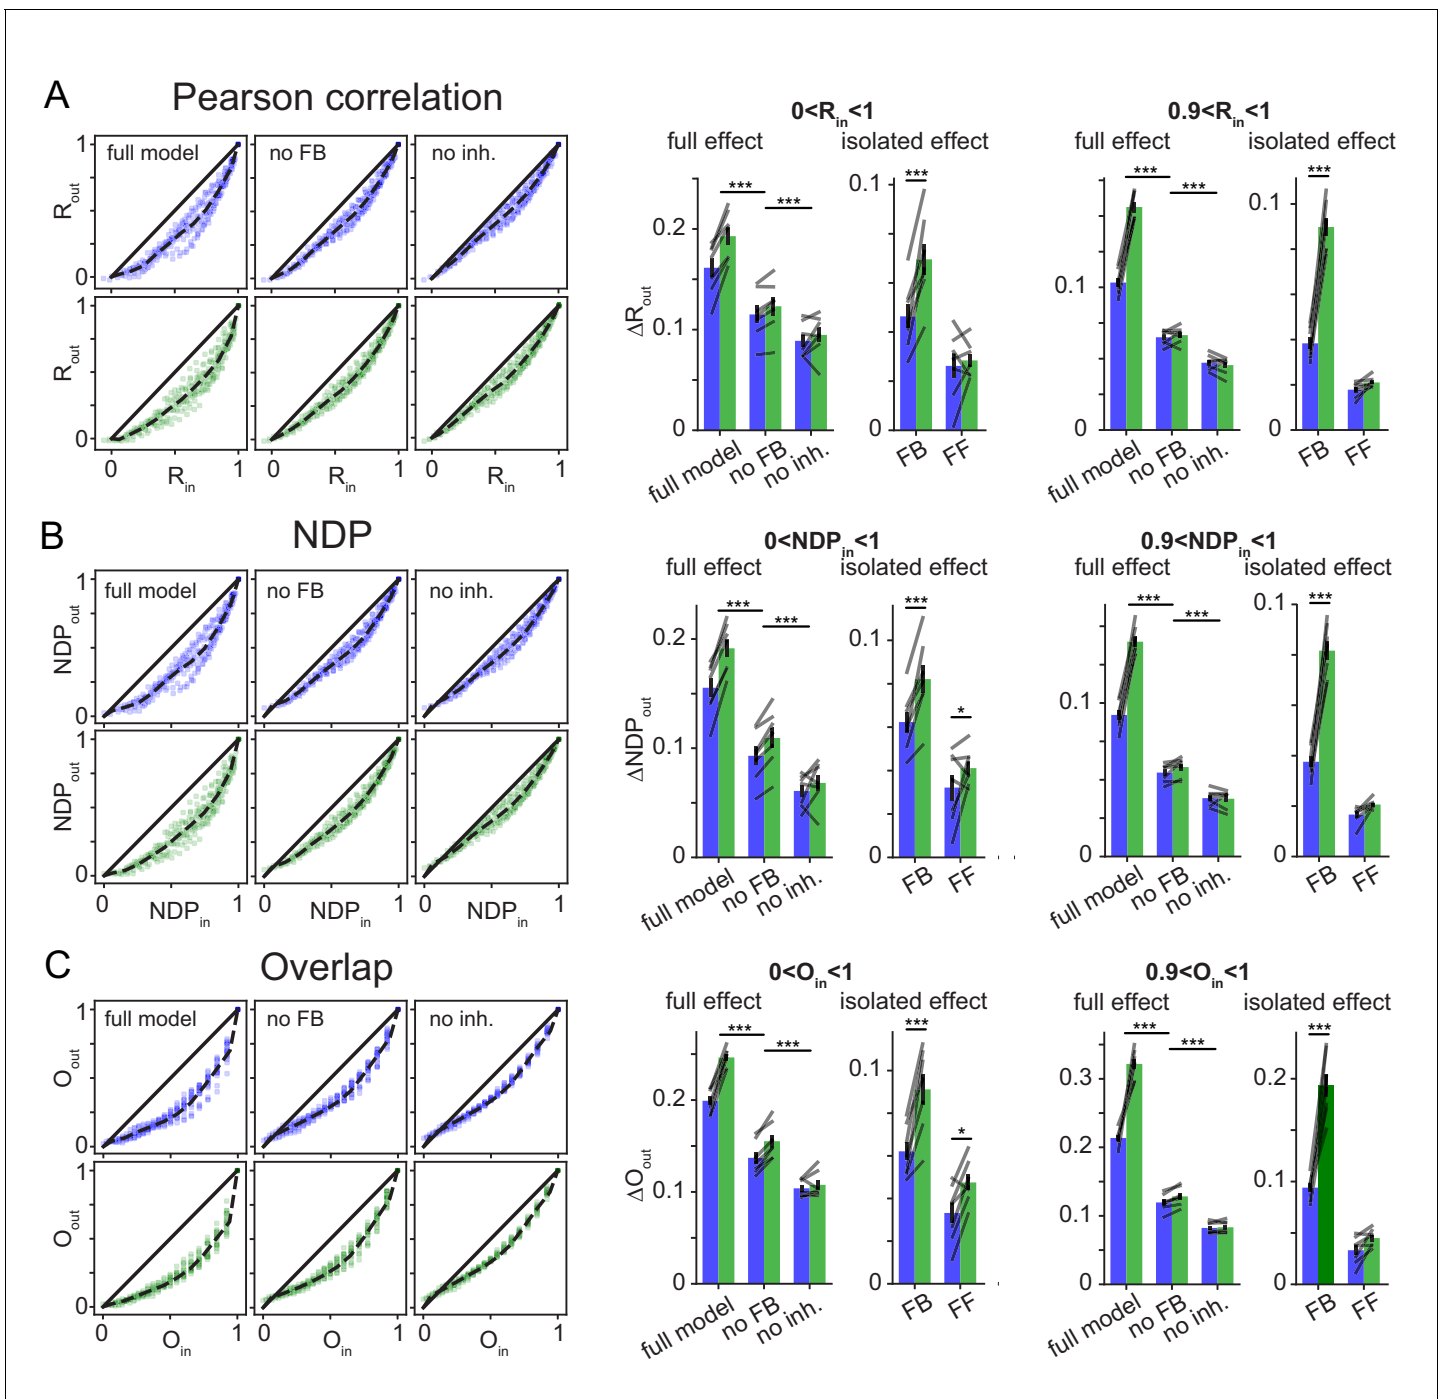 A
Pearson correlation
0<R_in<1
0.9<R_in<1
full effect
isolated effect
full effect
isolated effect
full model
no FB
no inh.
1
R_out
0
1
R_out
0
0
1
0
1
0
1
R_in
R_in
R_in
***
***
0.2
ΔR_out
0.1
0
full model
no FB
no inh.
***
0.1
0
FB
FF
***
***
0.1
0
full model
no FB
no inh.
***
0.1
0
FB
FF
B
NDP
0<NDP_in<1
0.9<NDP_in<1
full effect
isolated effect
full effect
isolated effect
full model
no FB
no inh.
1
NDP_out
0
1
NDP_out
0
0
1
0
1
0
1
NDP_in
NDP_in
NDP_in
***
***
0.2
ΔNDP_out
0.1
0
full model
no FB
no inh.
***
*
0.1
0
FB
FF
***
***
0.1
0
full model
no FB
no inh.
***
0.1
0
FB
FF
C
Overlap
0<O_in<1
0.9<O_in<1
full effect
isolated effect
full effect
isolated effect
full model
no FB
no inh.
1
O_out
0
1
O_out
0
0
1
0
1
0
1
O_in
O_in
O_in
***
***
0.2
ΔO_out
0.1
0
full model
no FB
no inh.
***
*
0.1
0
FB
FF
***
***
0.3
0.2
0.1
0
full model
no FB
no inh.
***
0.2
0.1
0
FB
FF